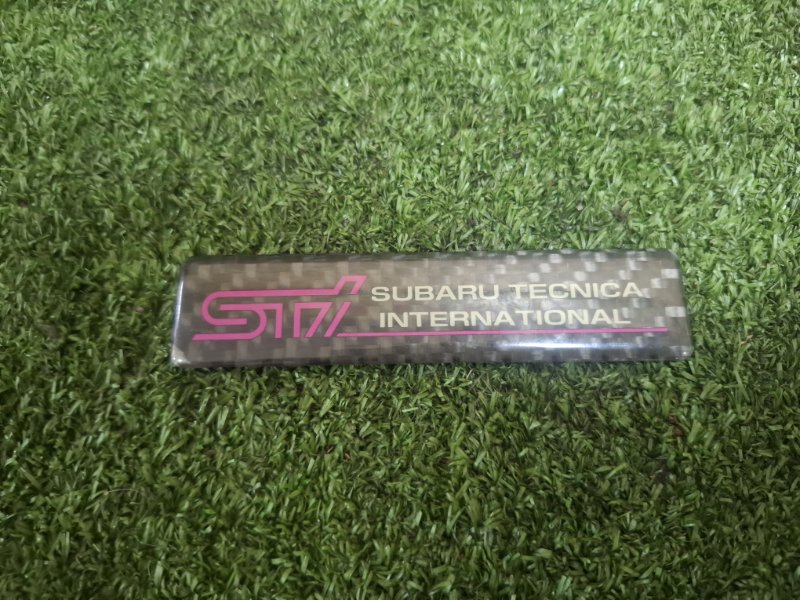 STI SUBARU TECNICA
INTERNATIONAL